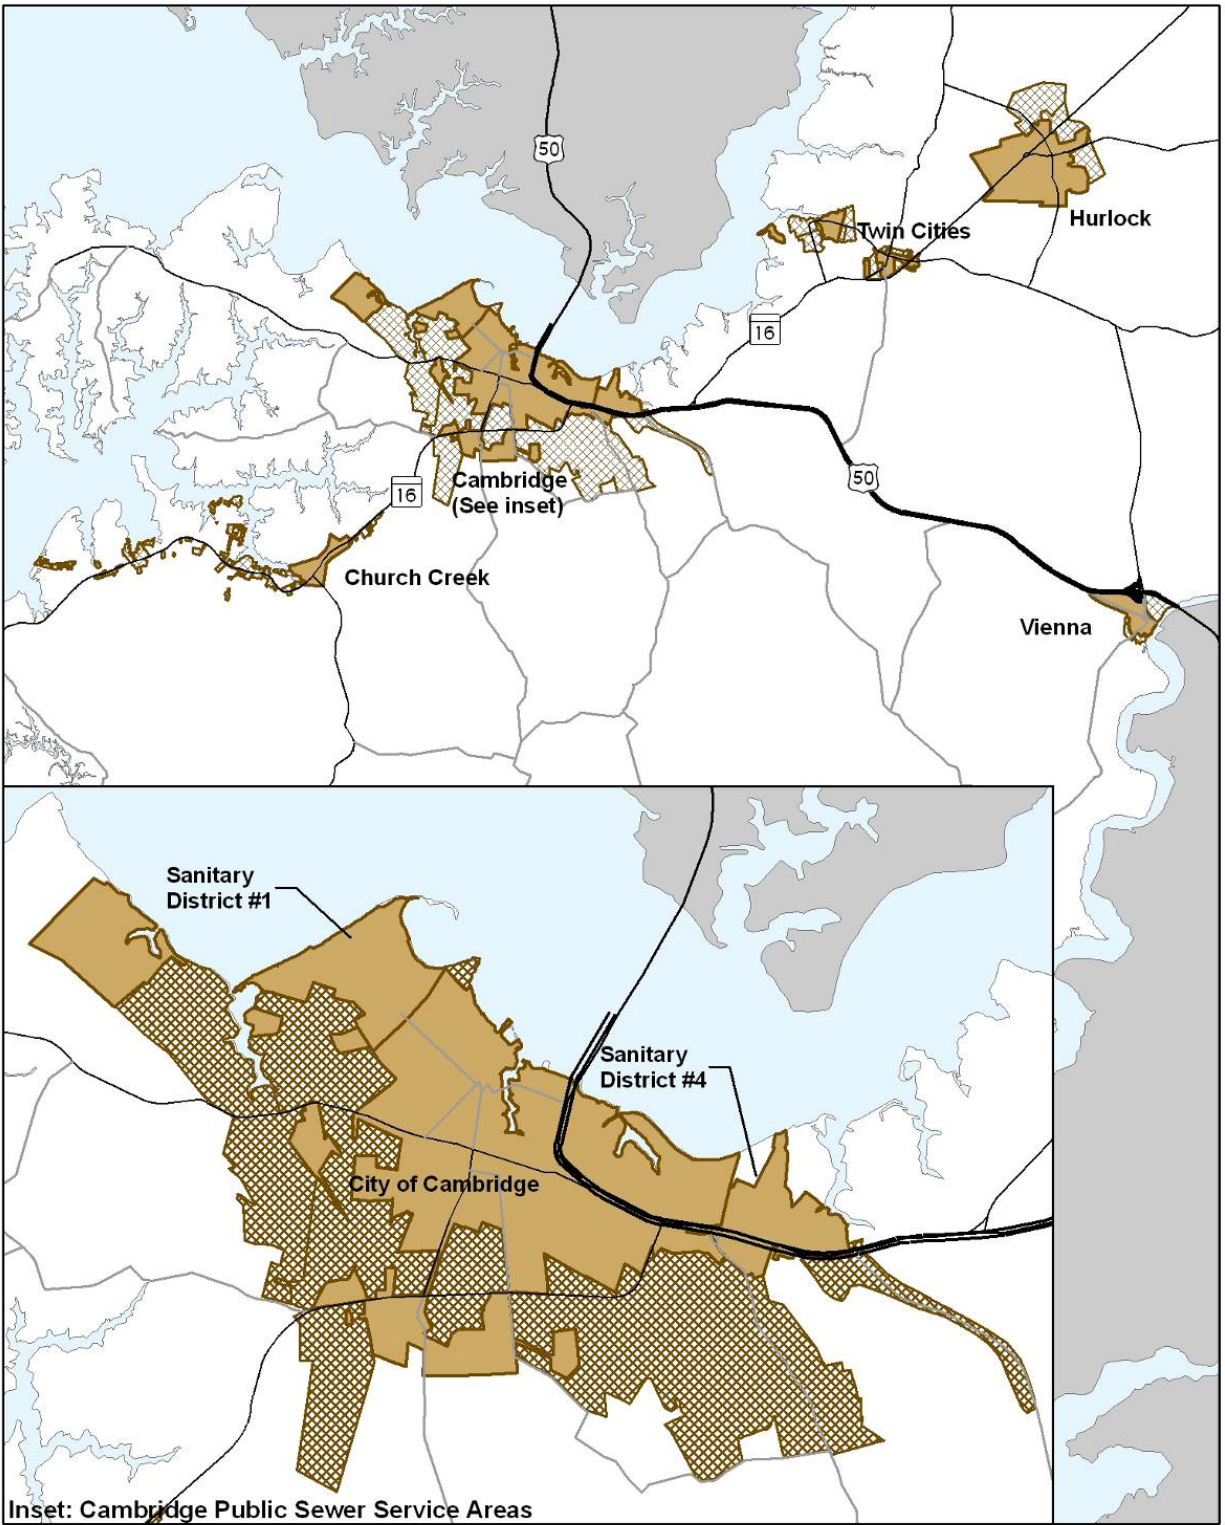 50
Twin Cities
Hurlock
16
50
Cambridge
(See inset)
16
Church Creek
Vienna
Sanitary
District #1
Sanitary
District #4
City of Cambridge
Inset: Cambridge Public Sewer Service Areas